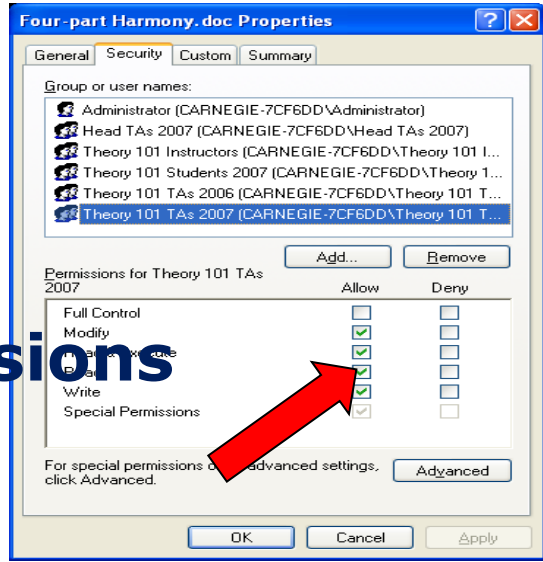 Four-part Harmony.doc Properties
General Security Custom Summary
Group or user names:
Administrator (CARNEGIE-7CF6DD\Administrator)
Head TAs 2007 (CARNEGIE-7CF6DD\Head TAs 2007)
Theory 101 Instructors (CARNEGIE-7CF6DD\Theory 101 I...
Theory 101 Students 2007 (CARNEGIE-7CF6DD\Theory 1...
Theory 101 TAs 2006 (CARNEGIE-7CF6DD\Theory 101 T...
Theory 101 TAs 2007 (CARNEGIE-7CF6DD\Theory 101 T...
Add... Remove
Permissions for Theory 101 TAs
2007 Allow Deny
Full Control
Modify
sions
Write
Special Permissions
For special permissions advanced settings,
click Advanced.
Advanced
OK Cancel Apply